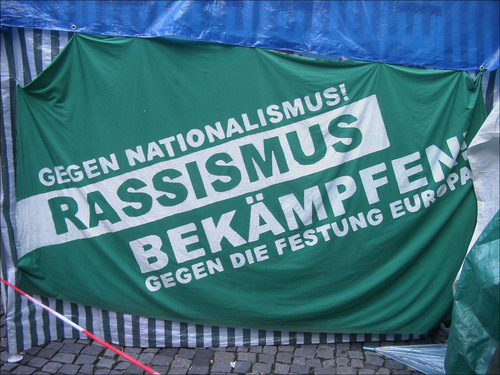 GEGEN NATIONALISMUS!
RASSISMUS
BEKÄMPFEN!
GEGEN DIE FESTUNG EUROPA